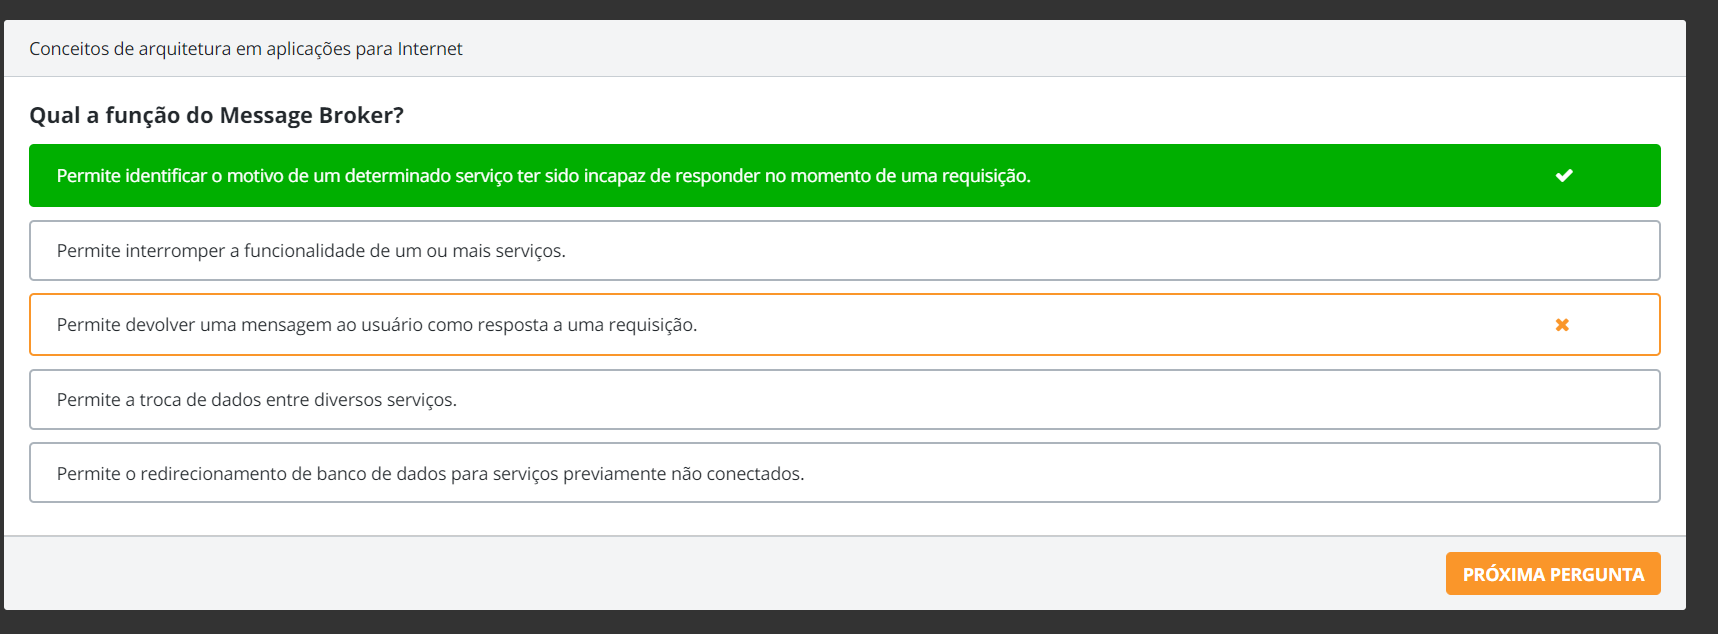 Conceitos de arquitetura em aplicações para Internet
Qual a função do Message Broker?
Permite identificar o motivo de um determinado serviço ter sido incapaz de responder no momento de uma requisição.
Permite interromper a funcionalidade de um ou mais serviços.
Permite devolver uma mensagem ao usuário como resposta a uma requisição.
Permite a troca de dados entre diversos serviços.
Permite o redirecionamento de banco de dados para serviços previamente não conectados.
PRÓXIMA PERGUNTA